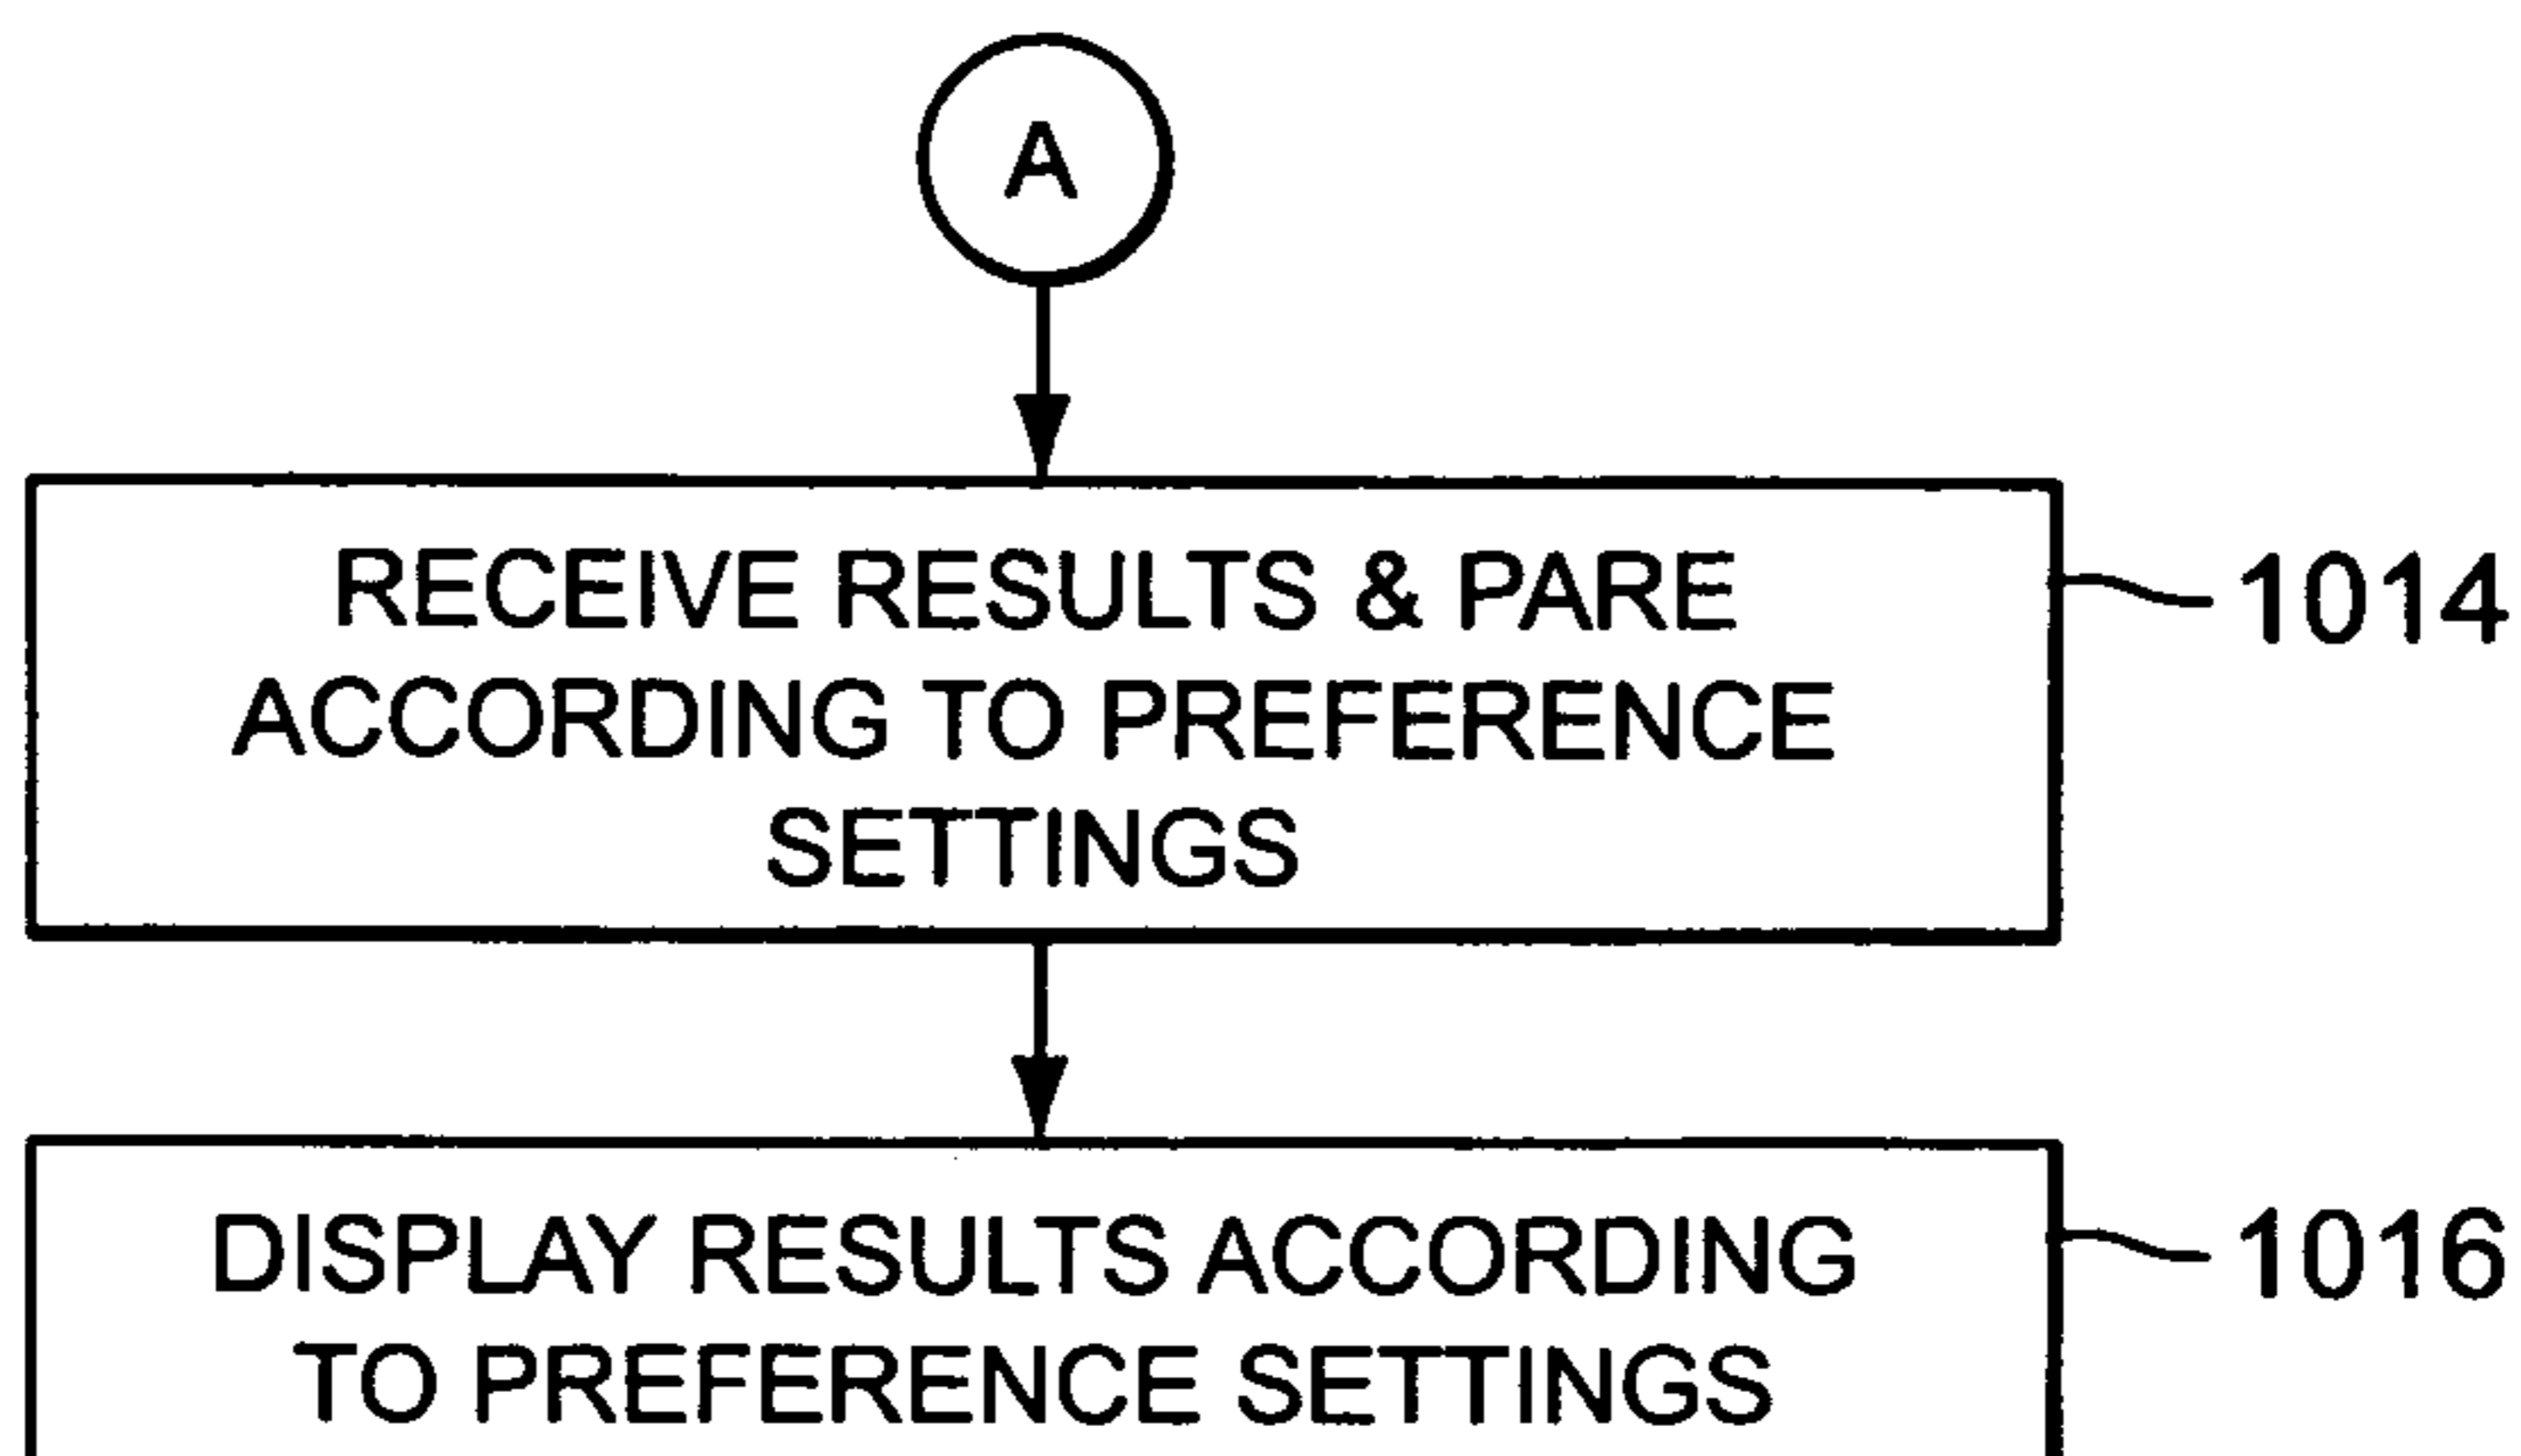 A
RECEIVE RESULTS & PARE
ACCORDING TO PREFERENCE
SETTINGS
1014
DISPLAY RESULTS ACCORDING
TO PREFERENCE SETTINGS
1016